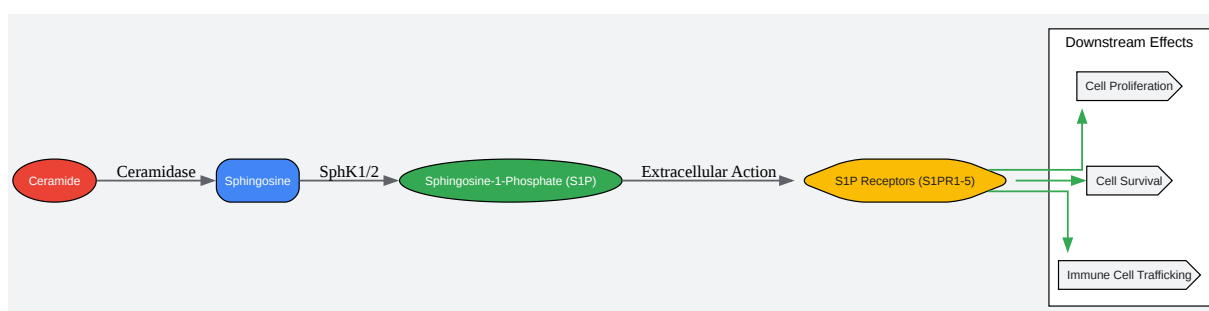 Downstream Effects
Cell Proliferation
Ceramide
Ceramidase
Sphingosine
SphK1/2
Sphingosine-1-Phosphate (S1P)
Extracellular Action
S1P Receptors (S1PR1-5)
Cell Survival
Immune Cell Trafficking